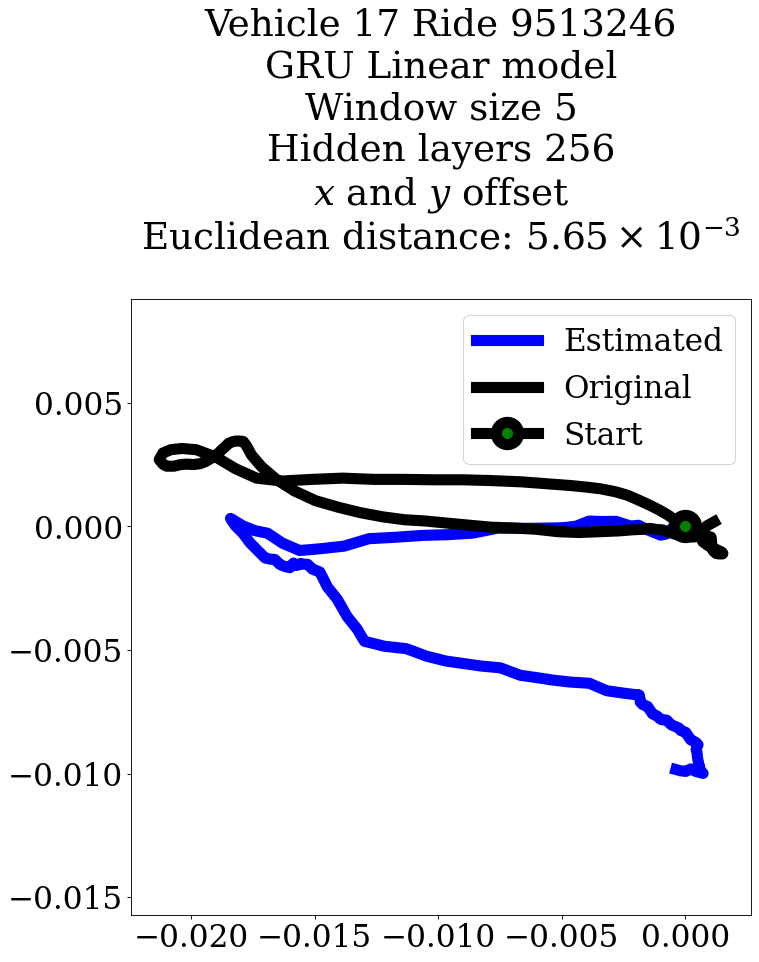 Vehicle 17 Ride 9513246
GRU Linear model
Window size 5
Hidden layers 256
x and y offset
Euclidean distance: 5.65 × 10⁻³
Estimated
Original
Start
0.005
0.000
−0.005
−0.010
−0.015
−0.020 −0.015 −0.010 −0.005 0.000